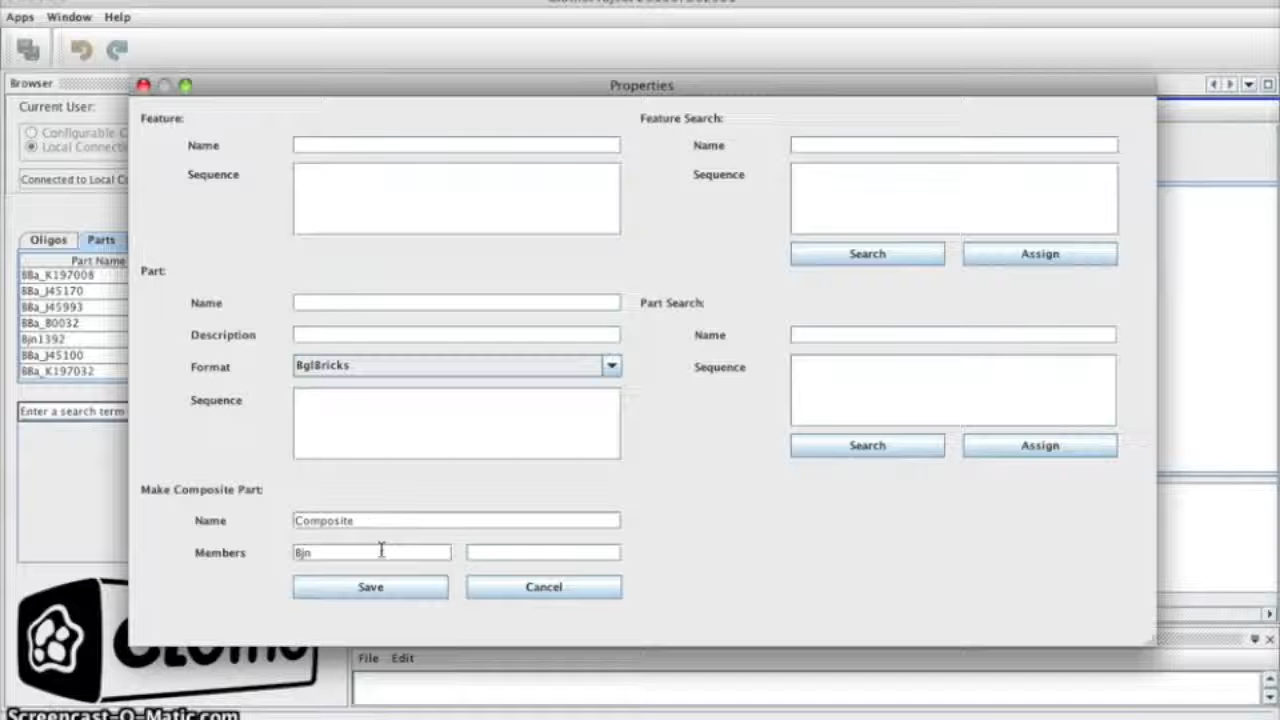 Apps Window Help
Browser
Properties
Current User:
Configurable C
Local Connecti
Connected to Local C
Oligos Parts
Part Name
BBa_K197008
BBa_J45170
BBa_J45993
BBa_B0032
Bjn1392
BBa_J45100
BBa_K197032
Enter a search term
Feature:
Name
Sequence
Feature Search:
Name
Sequence
Search Assign
Part:
Name
Description
Format BglBricks
Sequence
Part Search:
Name
Sequence
Search Assign
Make Composite Part:
Name Composite
Members Bjn
Save Cancel
File Edit
Screencast-O-Matic.com